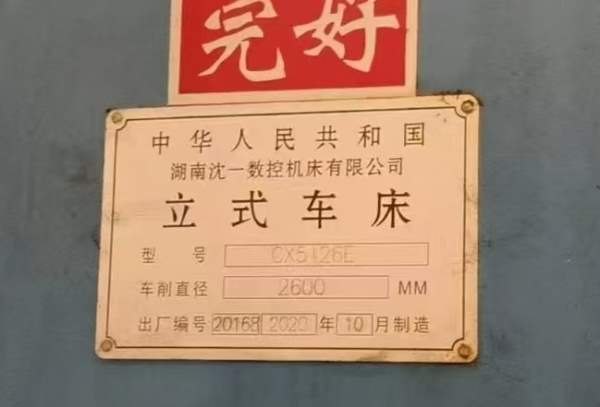 完好
中华人民共和国
湖南沈一数控机床有限公司
立式车床
型 号 CX5126E
车削直径 2600 MM
出厂编号 20168 2020 年 10 月制造